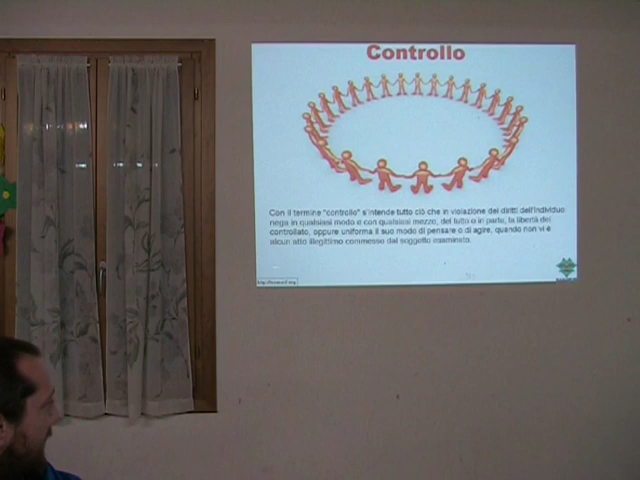 Controllo
Con il termine "controllo" s'intende tutto ciò che in violazione dei diritti dell'individuo
nega in qualsiasi modo e con qualsiasi mezzo, del tutto o in parte, la libertà del
controllato, oppure uniforma il suo modo di pensare o di agire, quando non vi è
alcun atto illegittimo commesso dal soggetto esaminato.